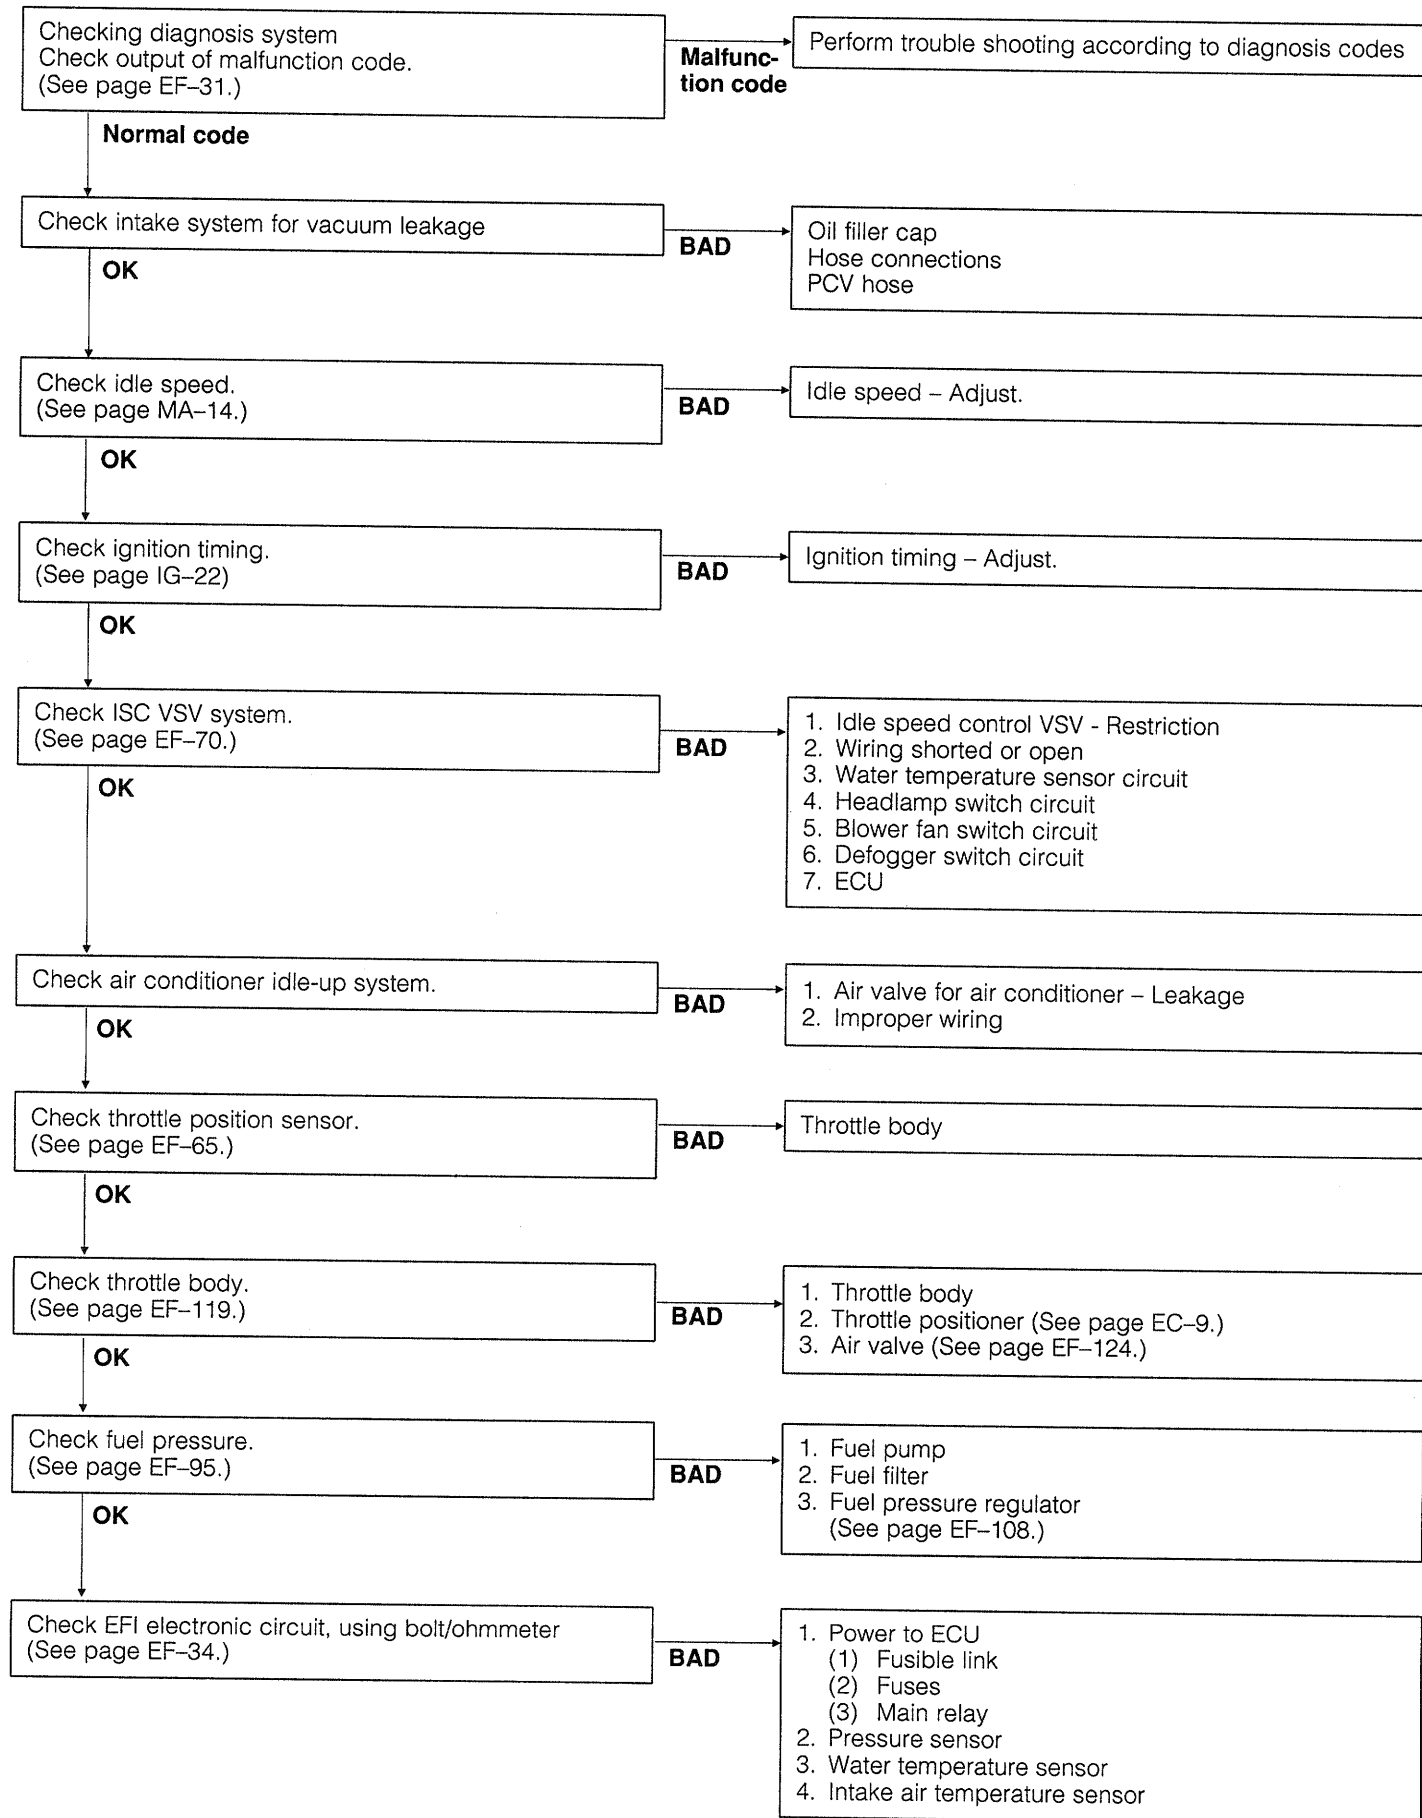 Checking diagnosis system
Check output of malfunction code.
(See page EF–31.)
Malfunc-
tion code
Perform trouble shooting according to diagnosis codes
Normal code
Check intake system for vacuum leakage
BAD
Oil filler cap
Hose connections
PCV hose
OK
Check idle speed.
(See page MA–14.)
BAD
Idle speed – Adjust.
OK
Check ignition timing.
(See page IG–22)
BAD
Ignition timing – Adjust.
OK
Check ISC VSV system.
(See page EF–70.)
BAD
1. Idle speed control VSV - Restriction
2. Wiring shorted or open
3. Water temperature sensor circuit
4. Headlamp switch circuit
5. Blower fan switch circuit
6. Defogger switch circuit
7. ECU
OK
Check air conditioner idle-up system.
BAD
1. Air valve for air conditioner – Leakage
2. Improper wiring
OK
Check throttle position sensor.
(See page EF–65.)
BAD
Throttle body
OK
Check throttle body.
(See page EF–119.)
BAD
1. Throttle body
2. Throttle positioner (See page EC–9.)
3. Air valve (See page EF–124.)
OK
Check fuel pressure.
(See page EF–95.)
BAD
1. Fuel pump
2. Fuel filter
3. Fuel pressure regulator
(See page EF–108.)
OK
Check EFI electronic circuit, using bolt/ohmmeter
(See page EF–34.)
BAD
1. Power to ECU
(1) Fusible link
(2) Fuses
(3) Main relay
2. Pressure sensor
3. Water temperature sensor
4. Intake air temperature sensor